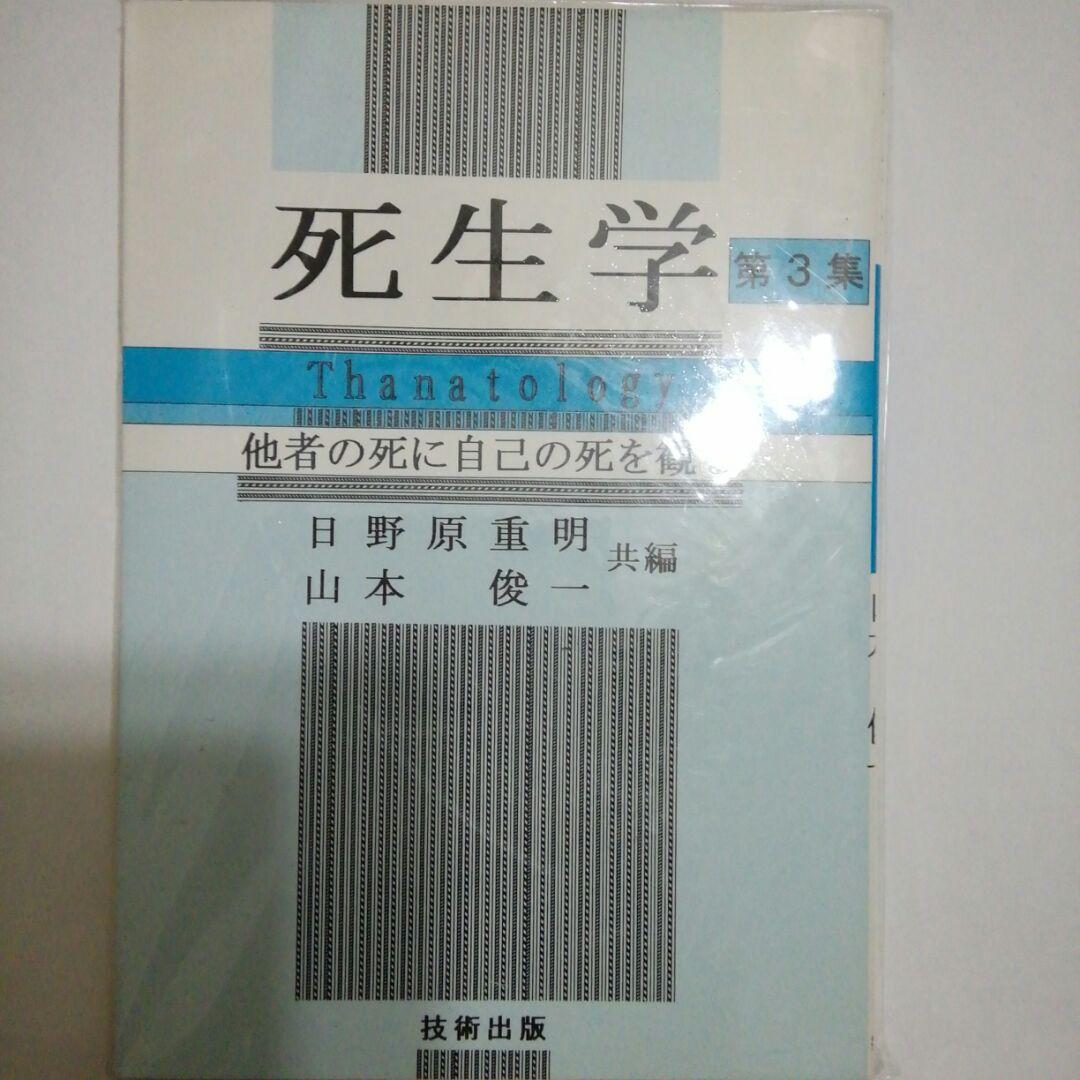 死生学
第3集
Thanatology
他者の死に自己の死を観
日野原重明
山本 俊一
共編
技術出版